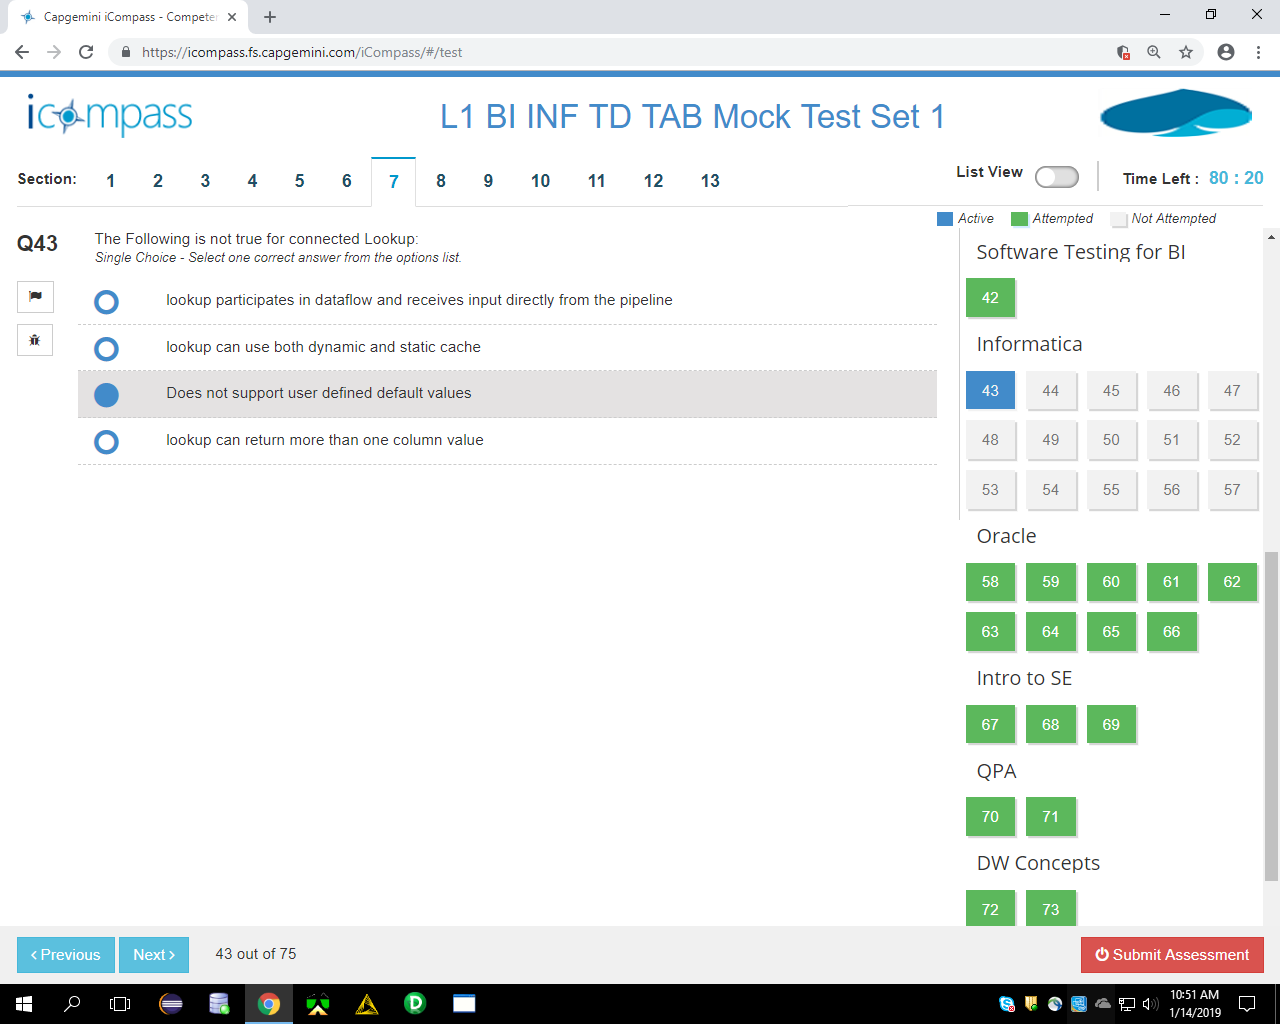 Capgemini iCompass - Competen
https://icompass.fs.capgemini.com/iCompass/#/test
icompass
L1 BI INF TD TAB Mock Test Set 1
Section: 1 2 3 4 5 6 7 8 9 10 11 12 13
List View
Time Left : 80 : 20
Active Attempted Not Attempted
Q43
The Following is not true for connected Lookup:
Single Choice - Select one correct answer from the options list.
lookup participates in dataflow and receives input directly from the pipeline
lookup can use both dynamic and static cache
Does not support user defined default values
lookup can return more than one column value
Software Testing for BI
42
Informatica
43 44 45 46 47
48 49 50 51 52
53 54 55 56 57
Oracle
58 59 60 61 62
63 64 65 66
Intro to SE
67 68 69
QPA
70 71
DW Concepts
72 73
Previous
Next
43 out of 75
Submit Assessment
10:51 AM
1/14/2019